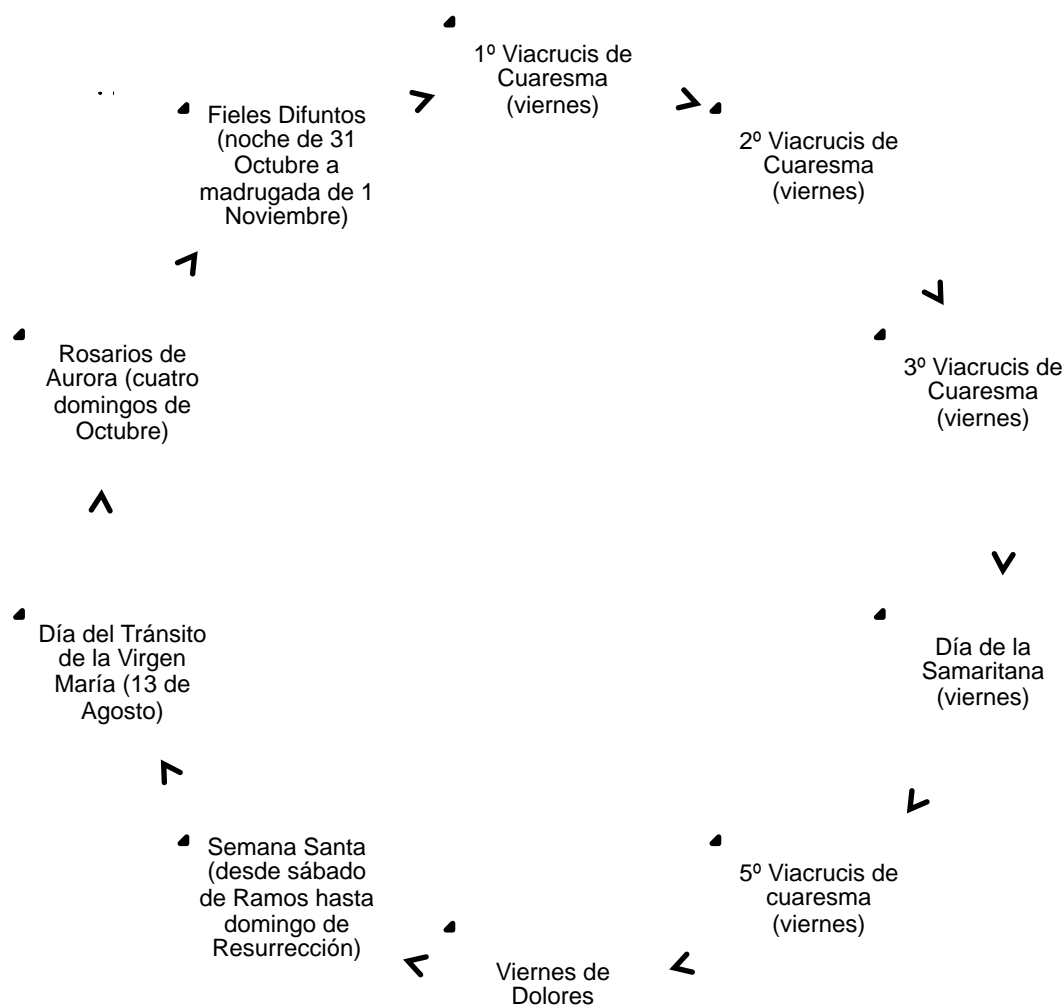 1º Viacrucis de
Cuaresma
(viernes)
2º Viacrucis de
Cuaresma
(viernes)
3º Viacrucis de
Cuaresma
(viernes)
Día de la
Samaritana
(viernes)
5º Viacrucis de
cuaresma
(viernes)
Viernes de
Dolores
Semana Santa
(desde sábado
de Ramos hasta
domingo de
Resurrección)
Día del Tránsito
de la Virgen
María (13 de
Agosto)
Rosarios de
Aurora (cuatro
domingos de
Octubre)
Fieles Difuntos
(noche de 31
Octubre a
madrugada de 1
Noviembre)